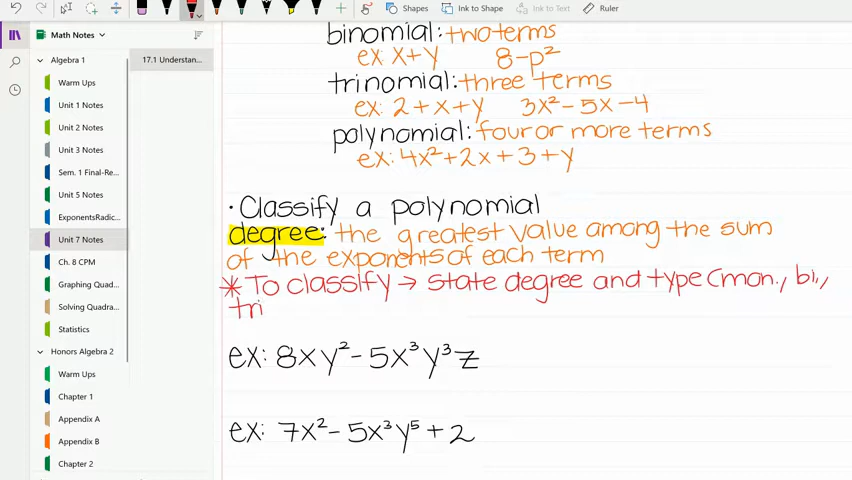 Shapes
Ink to Shape
Ink to Text
Ruler
Math Notes
Algebra 1
Warm Ups
Unit 1 Notes
Unit 2 Notes
Unit 3 Notes
Sem. 1 Final-Re...
Unit 5 Notes
ExponentsRadic...
Unit 7 Notes
Ch. 8 CPM
Graphing Quad...
Solving Quadra...
Statistics
Honors Algebra 2
Warm Ups
Chapter 1
Appendix A
Appendix B
Chapter 2
17.1 Understan...
binomial: two terms
ex: x+y 8-p²
trinomial: three terms
ex: 2+x+y 3x²-5x-4
polynomial: four or more terms
ex: 4x²+2x+3+y
· Classify a polynomial
degree: the greatest value among the sum
of the exponents of each term
* To classify → state degree and type (mon., bi.,
tri
ex: 8xy²-5x³y³z
ex: 7x²-5x³y⁵+2